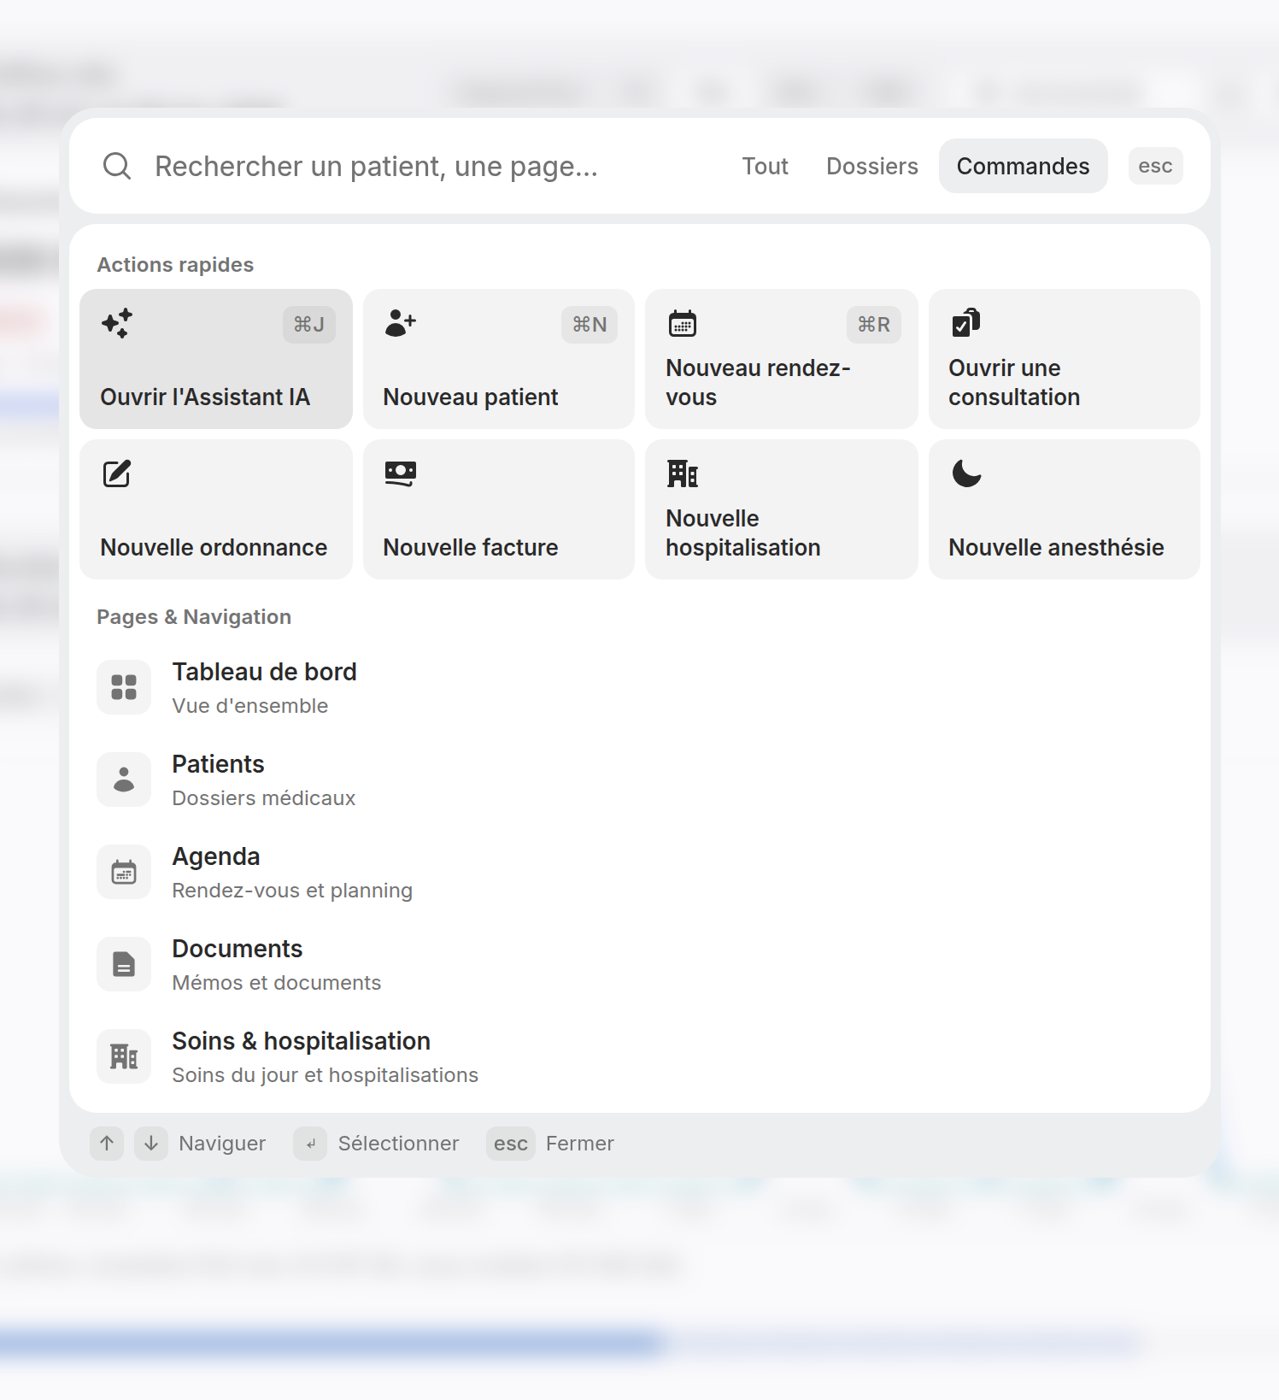 Rechercher un patient, une page...
Tout
Dossiers
Commandes
esc
Actions rapides
⌘J
Ouvrir l'Assistant IA
⌘N
Nouveau patient
⌘R
Nouveau rendez-
vous
Ouvrir une
consultation
Nouvelle ordonnance
Nouvelle facture
Nouvelle
hospitalisation
Nouvelle anesthésie
Pages & Navigation
Tableau de bord
Vue d'ensemble
Patients
Dossiers médicaux
Agenda
Rendez-vous et planning
Documents
Mémos et documents
Soins & hospitalisation
Soins du jour et hospitalisations
↑ ↓ Naviguer
↲ Sélectionner
esc Fermer